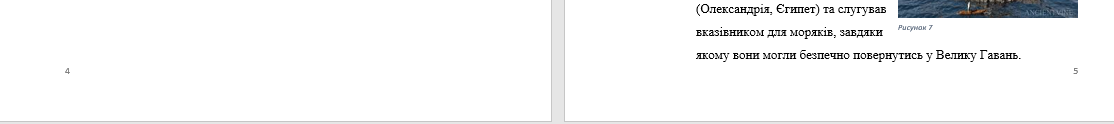 4
(Олександрія, Єгипет) та слугував
вказівником для моряків, завдяки
якому вони могли безпечно повернутись у Велику Гавань.
Рисунок 7
5